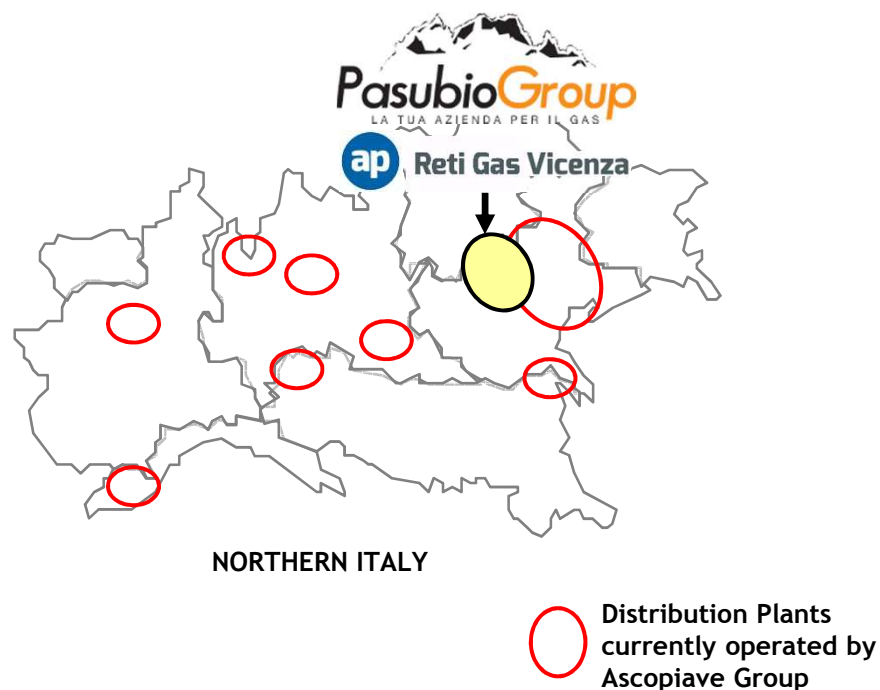 PasubioGroup
LA TUA AZIENDA PER IL GAS
ap Reti Gas Vicenza
NORTHERN ITALY
Distribution Plants
currently operated by
Ascopiave Group